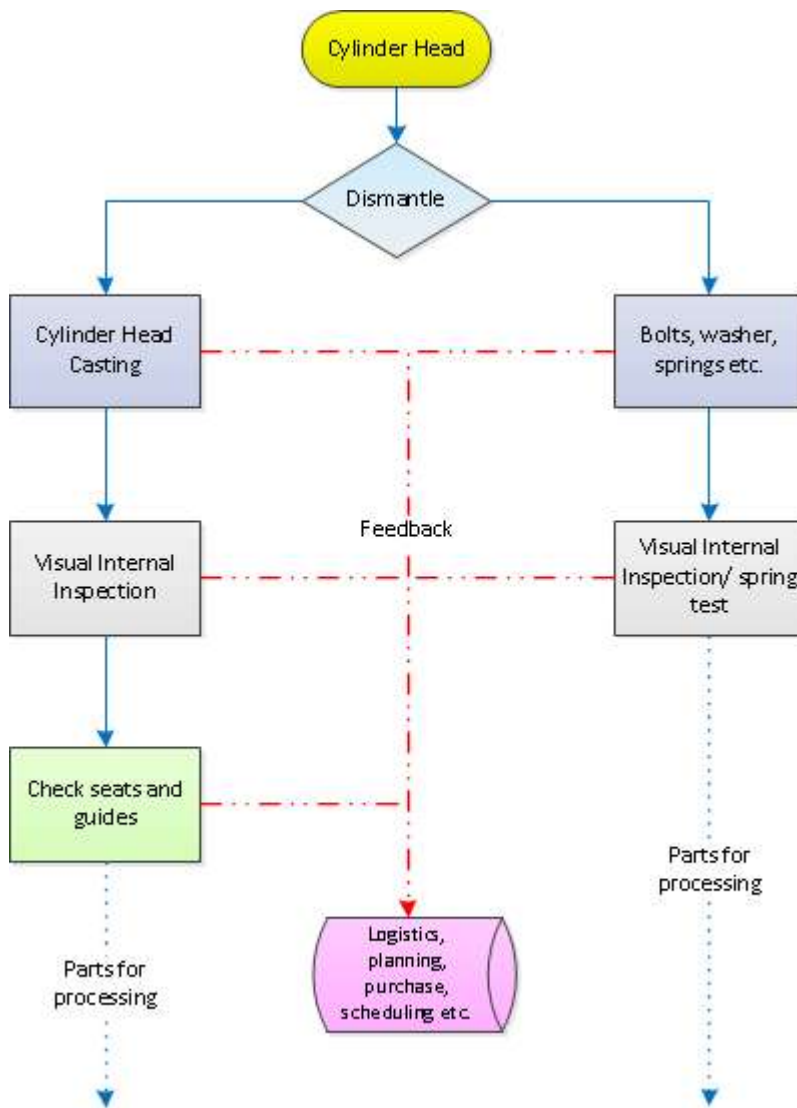 Cylinder Head
Dismantle
Cylinder Head
Casting
Bolts, washer,
springs etc.
Feedback
Visual Internal
Inspection
Visual Internal
Inspection/ spring
test
Check seats and
guides
Parts for
processing
Logistics,
planning,
purchase,
scheduling etc.
Parts for
processing